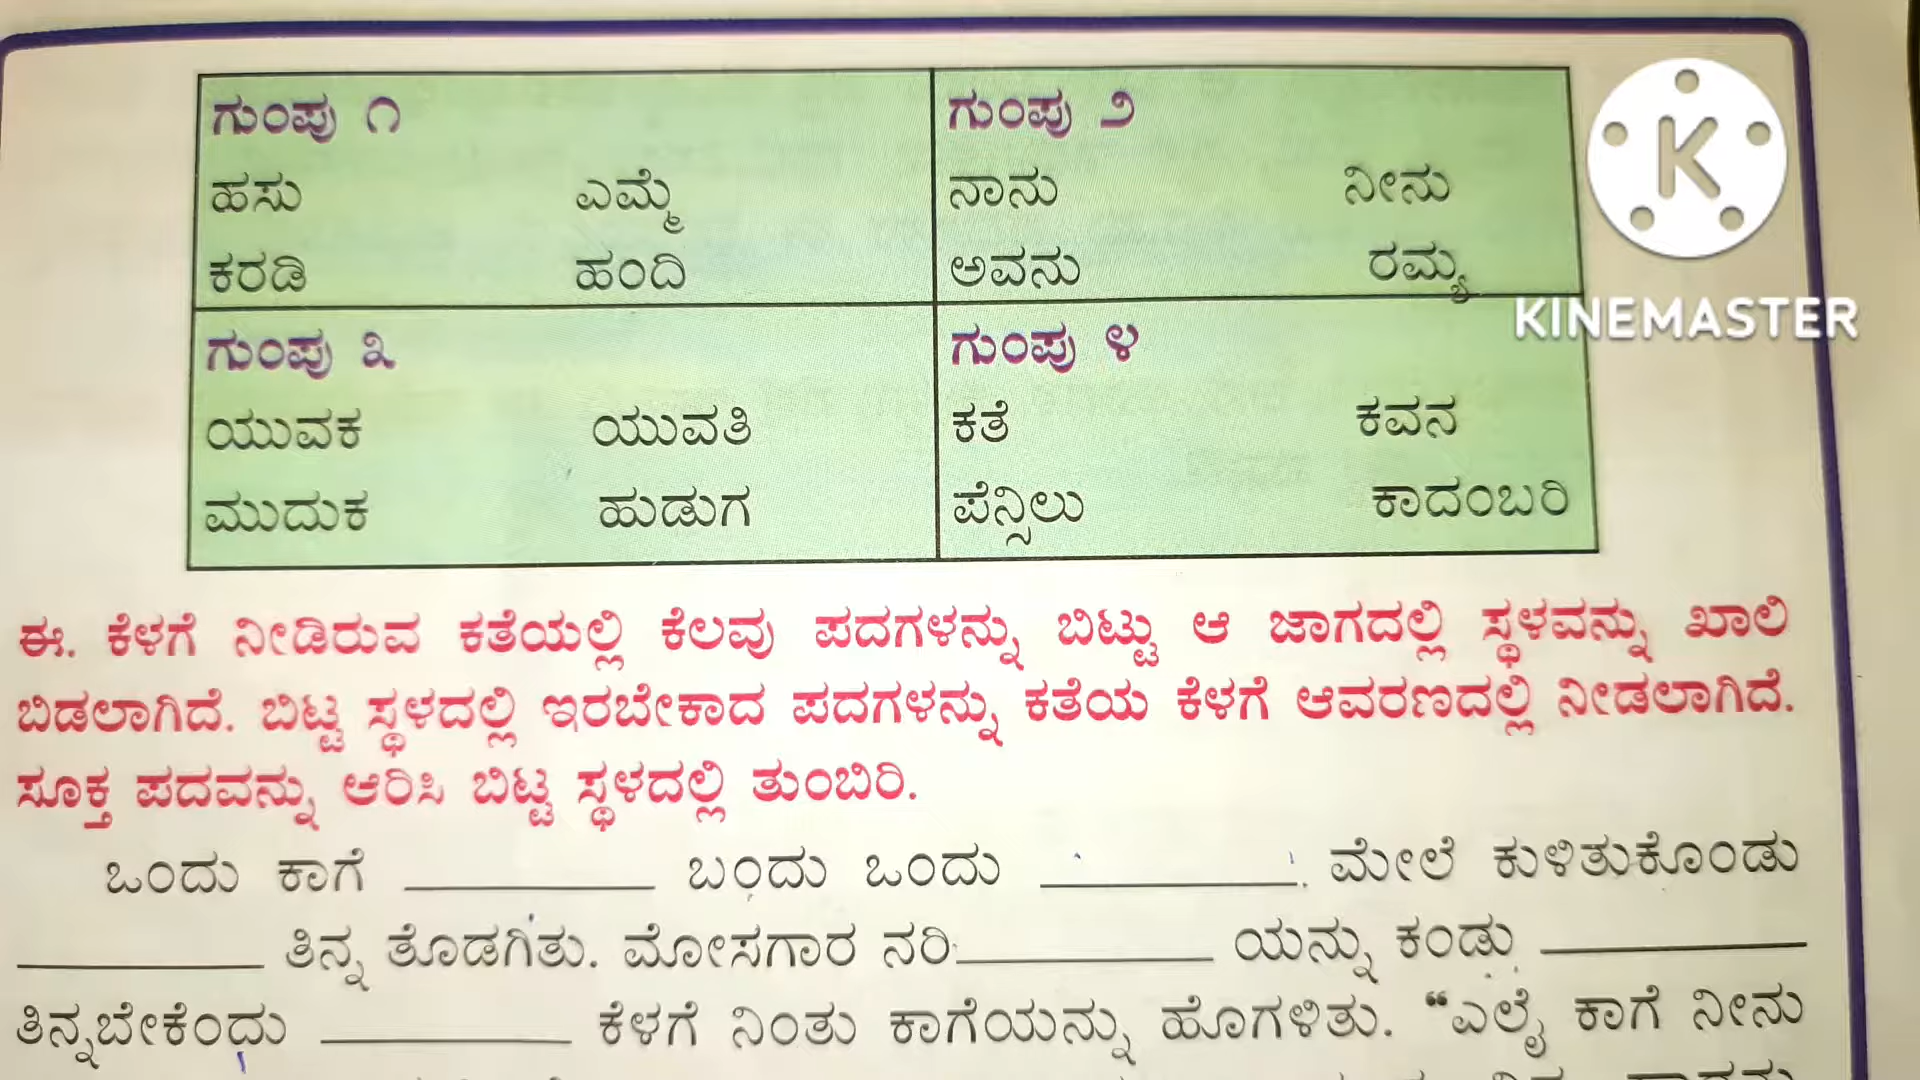 ಗುಂಪು ೧
ಹಸು ಎಮ್ಮೆ
ಕರಡಿ ಹಂದಿ
ಗುಂಪು ೨
ನಾನು ನೀನು
ಅವನು ರಮ್ಯ
ಗುಂಪು ೩
ಯುವಕ ಯುವತಿ
ಮುದುಕ ಹುಡುಗ
ಗುಂಪು ೪
ಕತೆ ಕವನ
ಪೆನ್ಸಿಲು ಕಾದಂಬರಿ
K
KINEMASTER
ಈ. ಕೆಳಗೆ ನೀಡಿರುವ ಕತೆಯಲ್ಲಿ ಕೆಲವು ಪದಗಳನ್ನು ಬಿಟ್ಟು ಆ ಜಾಗದಲ್ಲಿ ಸ್ಥಳವನ್ನು ಖಾಲಿ
ಬಿಡಲಾಗಿದೆ. ಬಿಟ್ಟ ಸ್ಥಳದಲ್ಲಿ ಇರಬೇಕಾದ ಪದಗಳನ್ನು ಕತೆಯ ಕೆಳಗೆ ಆವರಣದಲ್ಲಿ ನೀಡಲಾಗಿದೆ.
ಸೂಕ್ತ ಪದವನ್ನು ಆರಿಸಿ ಬಿಟ್ಟ ಸ್ಥಳದಲ್ಲಿ ತುಂಬಿರಿ.
ಒಂದು ಕಾಗೆ ________ ಬಂದು ಒಂದು ________. ಮೇಲೆ ಕುಳಿತುಕೊಂಡು
________ ತಿನ್ನ ತೊಡಗಿತು. ಮೋಸಗಾರ ನರಿ ________ ಯನ್ನು ಕಂಡು ________
ತಿನ್ನಬೇಕೆಂದು ________ ಕೆಳಗೆ ನಿಂತು ಕಾಗೆಯನ್ನು ಹೊಗಳಿತು. “ಎಲೈ ಕಾಗೆ ನೀನು